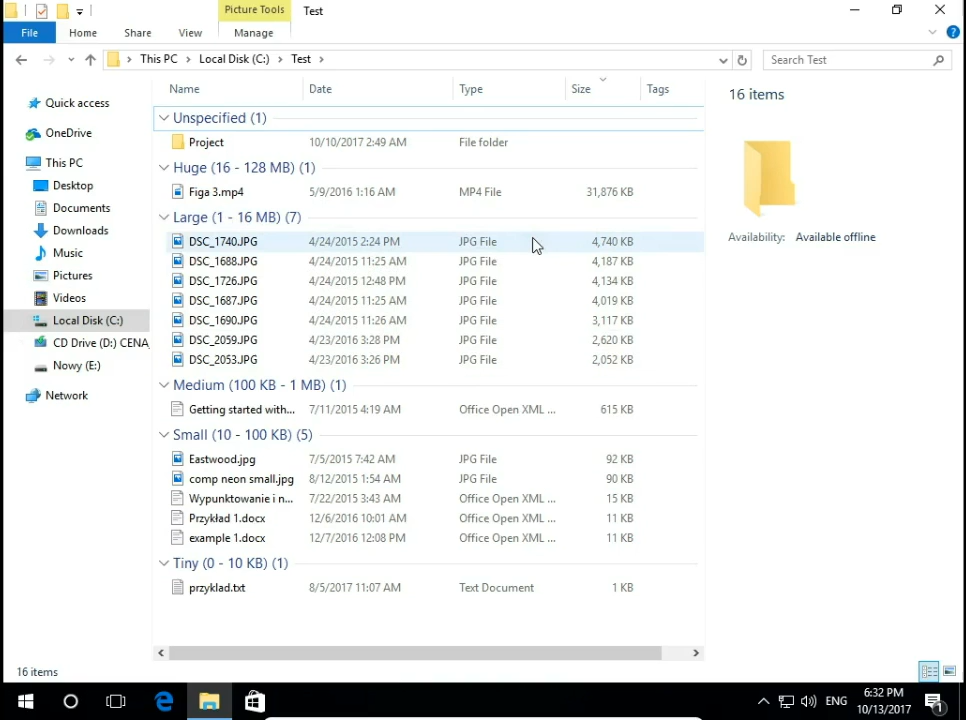 Picture Tools
Test
File
Home
Share
View
Manage
This PC
Local Disk (C:)
Test
Search Test
Name
Date
Type
Size
Tags
16 items
Quick access
OneDrive
This PC
Desktop
Documents
Downloads
Music
Pictures
Videos
Local Disk (C:)
CD Drive (D:) CENA_
Nowy (E:)
Network
Unspecified (1)
Project 10/10/2017 2:49 AM File folder
Huge (16 - 128 MB) (1)
Figa 3.mp4 5/9/2016 1:16 AM MP4 File 31,876 KB
Large (1 - 16 MB) (7)
DSC_1740.JPG 4/24/2015 2:24 PM JPG File 4,740 KB
DSC_1688.JPG 4/24/2015 11:25 AM JPG File 4,187 KB
DSC_1726.JPG 4/24/2015 12:48 PM JPG File 4,134 KB
DSC_1687.JPG 4/24/2015 11:25 AM JPG File 4,019 KB
DSC_1690.JPG 4/24/2015 11:26 AM JPG File 3,117 KB
DSC_2059.JPG 4/23/2016 3:28 PM JPG File 2,620 KB
DSC_2053.JPG 4/23/2016 3:26 PM JPG File 2,052 KB
Medium (100 KB - 1 MB) (1)
Getting started with... 7/11/2015 4:19 AM Office Open XML ... 615 KB
Small (10 - 100 KB) (5)
Eastwood.jpg 7/5/2015 7:42 AM JPG File 92 KB
comp neon small.jpg 8/12/2015 1:54 AM JPG File 90 KB
Wypunktowanie i n... 7/22/2015 3:43 AM Office Open XML ... 15 KB
Przykład 1.docx 12/6/2016 10:01 AM Office Open XML ... 11 KB
example 1.docx 12/7/2016 12:08 PM Office Open XML ... 11 KB
Tiny (0 - 10 KB) (1)
przyklad.txt 8/5/2017 11:07 AM Text Document 1 KB
Availability: Available offline
16 items
ENG
6:32 PM
10/13/2017
1